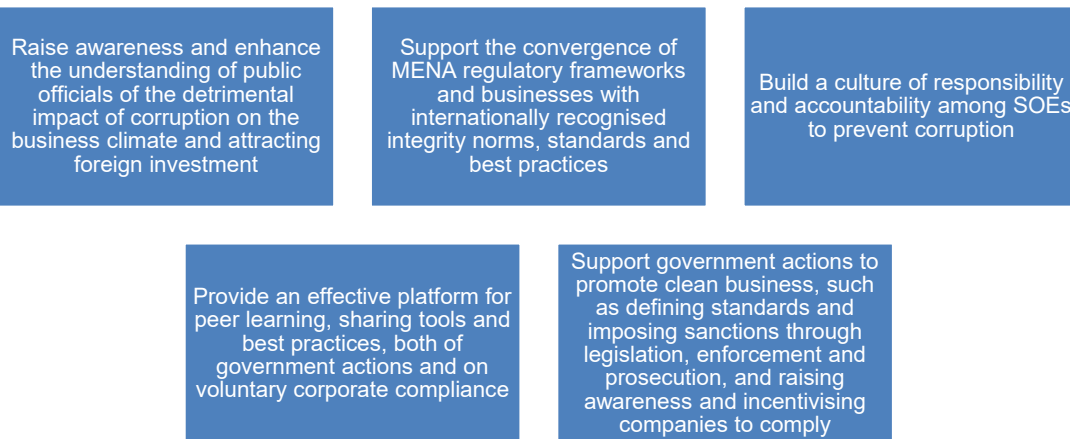 Raise awareness and enhance
the understanding of public
officials of the detrimental
impact of corruption on the
business climate and attracting
foreign investment
Support the convergence of
MENA regulatory frameworks
and businesses with
internationally recognised
integrity norms, standards and
best practices
Build a culture of responsibility
and accountability among SOEs
to prevent corruption
Provide an effective platform for
peer learning, sharing tools and
best practices, both of
government actions and on
voluntary corporate compliance
Support government actions to
promote clean business, such
as defining standards and
imposing sanctions through
legislation, enforcement and
prosecution, and raising
awareness and incentivising
companies to comply